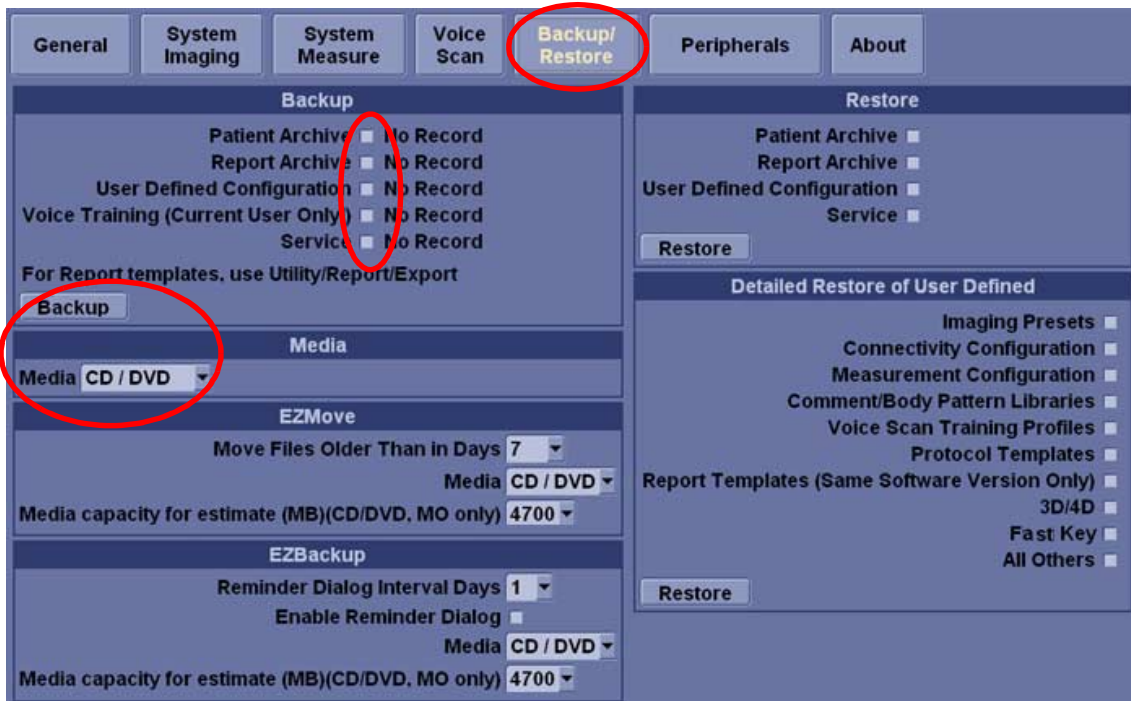 General
System
Imaging
System
Measure
Voice
Scan
Backup/
Restore
Peripherals
About
Backup
Patient Archive No Record
Report Archive No Record
User Defined Configuration No Record
Voice Training (Current User Only) No Record
Service No Record
For Report templates, use Utility/Report/Export
Backup
Media
Media CD / DVD
EZMove
Move Files Older Than in Days 7
Media CD / DVD
Media capacity for estimate (MB)(CD/DVD, MO only) 4700
EZBackup
Reminder Dialog Interval Days 1
Enable Reminder Dialog
Media CD / DVD
Media capacity for estimate (MB)(CD/DVD, MO only) 4700
Restore
Patient Archive
Report Archive
User Defined Configuration
Service
Restore
Detailed Restore of User Defined
Imaging Presets
Connectivity Configuration
Measurement Configuration
Comment/Body Pattern Libraries
Voice Scan Training Profiles
Protocol Templates
Report Templates (Same Software Version Only)
3D/4D
Fast Key
All Others
Restore